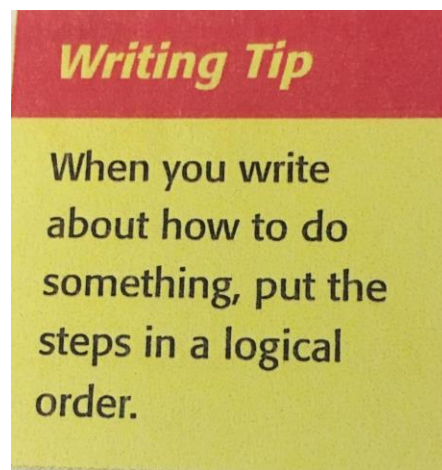 Writing Tip
When you write
about how to do
something, put the
steps in a logical
order.